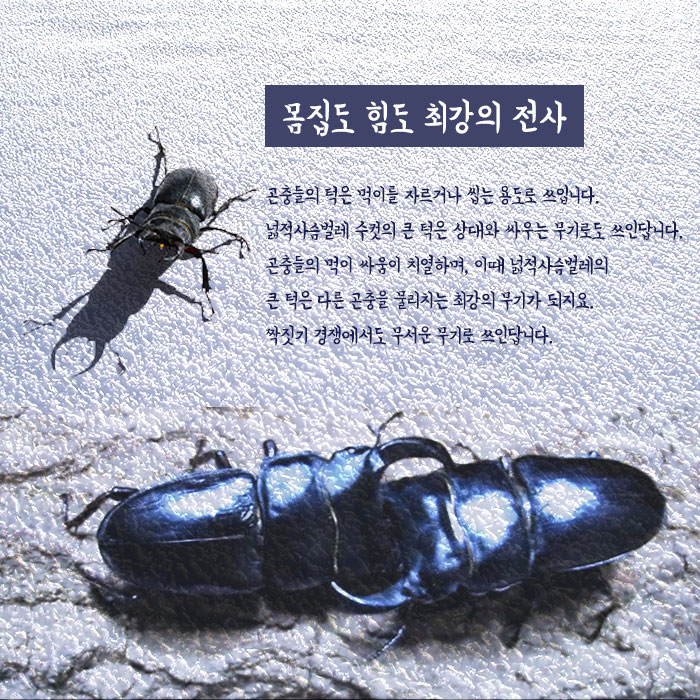 몸집도 힘도 최강의 전사
곤충들의 턱은 먹이를 자르거나 씹는 용도로 쓰입니다.
넓적사슴벌레 수컷의 큰 턱은 상대와 싸우는 무기로도 쓰인답니다.
곤충들의 먹이 싸움이 치열하며, 이때 넓적사슴벌레의
큰 턱은 다른 곤충을 물리치는 최강의 무기가 되지요.
짝짓기 경쟁에서도 무서운 무기로 쓰인답니다.